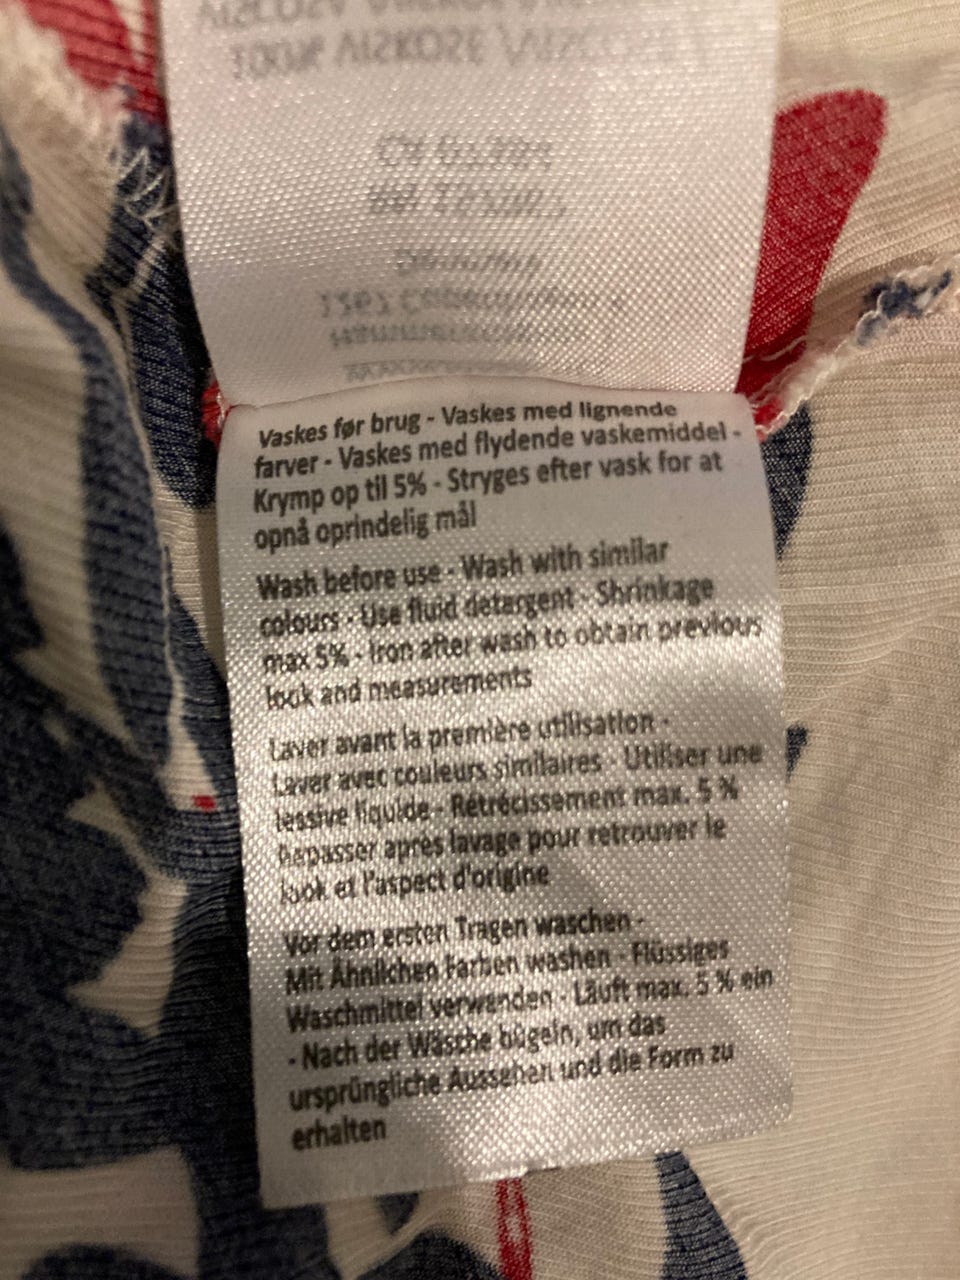 Vaskes før brug - Vaskes med lignende
farver - Vaskes med flydende vaskemiddel -
Krymp op til 5% - Stryges efter vask for at
opnå oprindelig mål
Wash before use - Wash with similar
colours - Use fluid detergent - Shrinkage
max 5% - Iron after wash to obtain previous
look and measurements
Laver avant la première utilisation -
Laver avec couleurs similaires - Utiliser une
lessive liquide - Rétrécissement max. 5 %
Repasser après lavage pour retrouver le
look et l'aspect d'origine
Vor dem ersten Tragen waschen -
Mit Ähnlichen Farben washen - Flüssiges
Waschmittel verwenden - Läuft max. 5 % ein
- Nach der Wäsche bügeln, um das
ursprüngliche Aussehen und die Form zu
erhalten